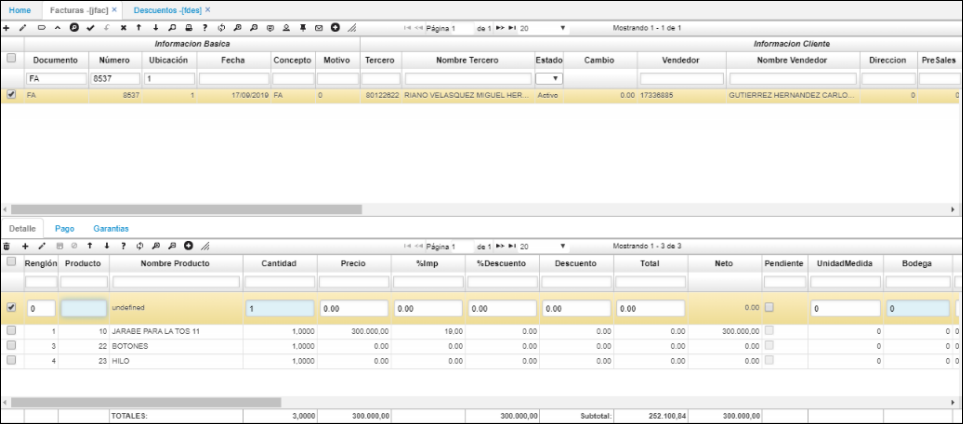 Home Facturas -[jfac] × Descuentos -[fdes] ×
Página 1 de 1 20 Mostrando 1 - 1 de 1
Informacion Basica Informacion Cliente
Documento Número Ubicación Fecha Concepto Motivo Tercero Nombre Tercero Estado Cambio Vendedor Nombre Vendedor Direccion PreSales
FA 8537 1
FA 8537 1 17/09/2019 FA 0 80122622 RIANO VELASQUEZ MIGUEL HER... Activo 0.00 17336885 GUTIERREZ HERNANDEZ CARLO... 0 0
Detalle Pago Garantias
Página 1 de 1 20 Mostrando 1 - 3 de 3
Renglón Producto Nombre Producto Cantidad Precio %Imp %Descuento Descuento Total Neto Pendiente UnidadMedida Bodega
0 undefined 1 0.00 0.00 0.00 0.00 0.00 0.00 0 0
1 10 JARABE PARA LA TOS 11 1,0000 300.000,00 19,00 0.00 0.00 0.00 300.000,00 0 0 0
3 22 BOTONES 1,0000 0.00 0.00 0.00 0.00 0.00 0.00 0 0 0
4 23 HILO 1,0000 0.00 0.00 0.00 0.00 0.00 0.00 0 0 0
TOTALES: 3,0000 300.000,00 300.000,00 Subtotal: 252.100,84 300.000,00